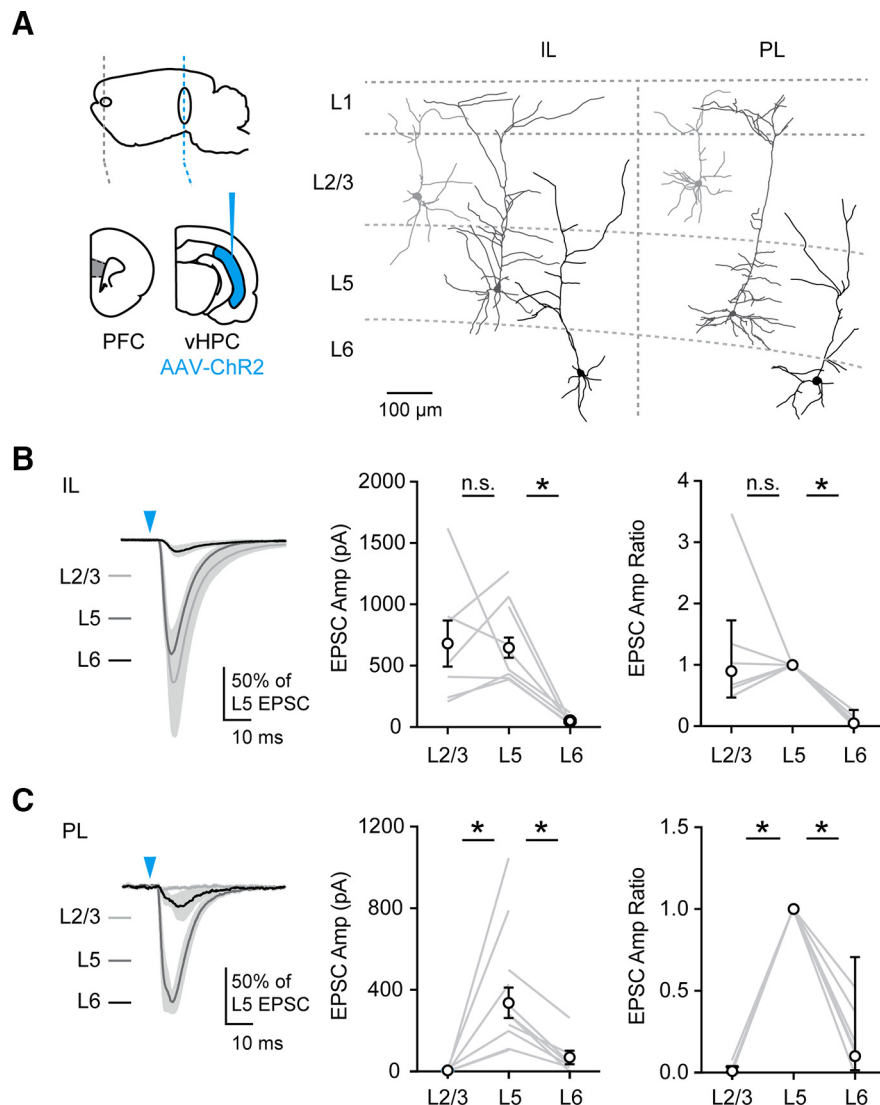 A
IL
PL
L1
L2/3
L5
L6
PFC
vHPC
AAV-ChR2
100 µm
B
IL
L2/3
L5
L6
50% of
L5 EPSC
10 ms
EPSC Amp (pA)
2000
1500
1000
500
0
n.s.
*
L2/3 L5 L6
EPSC Amp Ratio
4
3
2
1
0
n.s.
*
L2/3 L5 L6
C
PL
L2/3
L5
L6
50% of
L5 EPSC
10 ms
EPSC Amp (pA)
1200
800
400
0
*
*
L2/3 L5 L6
EPSC Amp Ratio
1.5
1.0
0.5
0.0
*
*
L2/3 L5 L6